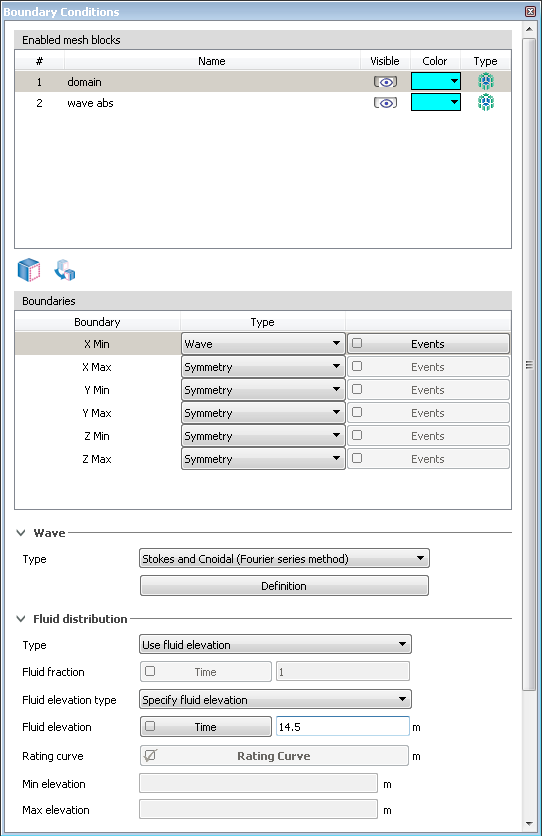 Boundary Conditions
Enabled mesh blocks
# Name Visible Color Type
1 domain
2 wave abs
Boundaries
Boundary Type
X Min Wave Events
X Max Symmetry Events
Y Min Symmetry Events
Y Max Symmetry Events
Z Min Symmetry Events
Z Max Symmetry Events
Wave
Type Stokes and Cnoidal (Fourier series method)
Definition
Fluid distribution
Type Use fluid elevation
Fluid fraction Time 1
Fluid elevation type Specify fluid elevation
Fluid elevation Time 14.5 m
Rating curve Rating Curve m
Min elevation m
Max elevation m